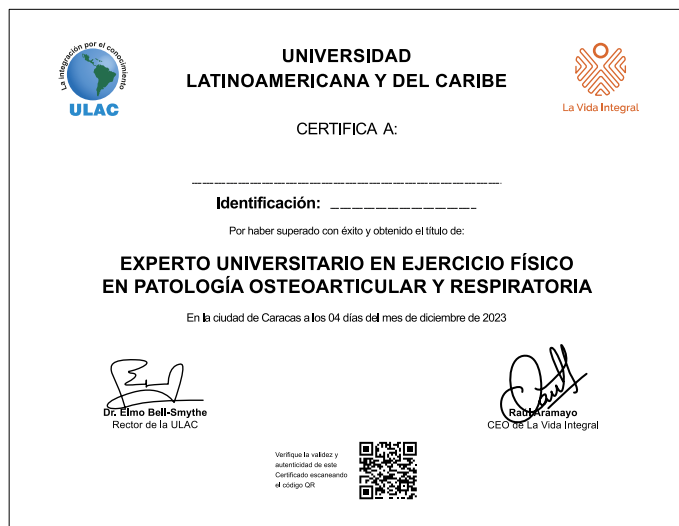 La integración por el conocimiento
ULAC
UNIVERSIDAD
LATINOAMERICANA Y DEL CARIBE
La Vida Integral
CERTIFICA A:
Identificación:
Por haber superado con éxito y obtenido el título de:
EXPERTO UNIVERSITARIO EN EJERCICIO FÍSICO
EN PATOLOGÍA OSTEOARTICULAR Y RESPIRATORIA
En la ciudad de Caracas a los 04 días del mes de diciembre de 2023
Dr. Elmo Bell-Smythe
Rector de la ULAC
Raúl Aramayo
CEO de La Vida Integral
Verifique la validez y
autenticidad de este
Certificado escaneando
el código QR